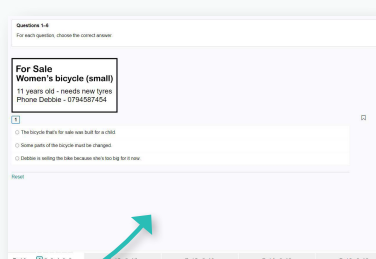 Questions 1–6
For each question, choose the correct answer.
For Sale
Women's bicycle (small)
11 years old - needs new tyres
Phone Debbie - 0794587454
1
The bicycle that's for sale was built for a child.
Some parts of the bicycle must be changed.
Debbie is selling the bike because she's too big for it now.
Reset